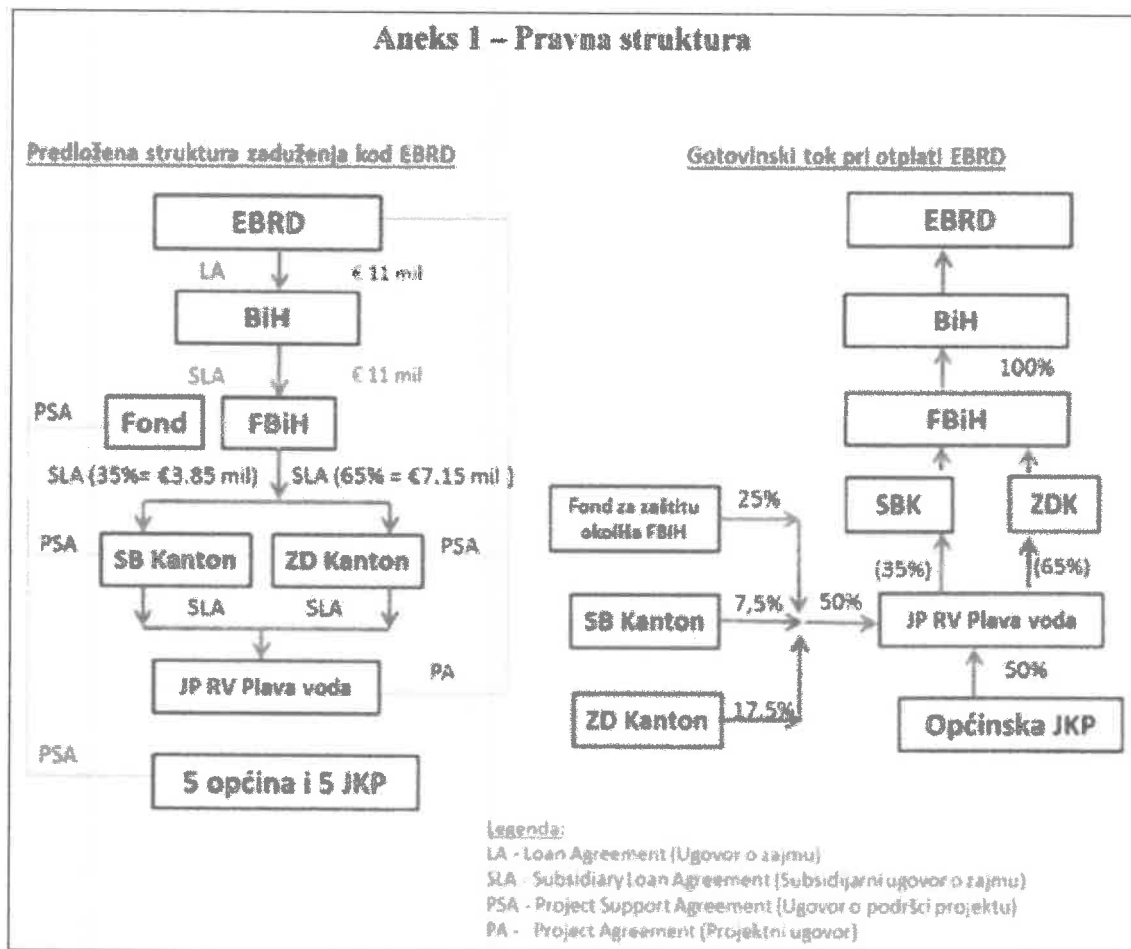 Aneks 1 – Pravna struktura
Predložena struktura zaduženja kod EBRD
EBRD
LA
€ 11 mil
BiH
SLA
€ 11 mil
PSA
Fond
FBiH
SLA (35%= €3.85 mil)
SLA (65% = €7.15 mil )
PSA
SB Kanton
ZD Kanton
PSA
SLA
SLA
JP RV Plava voda
PA
PSA
5 općina i 5 JKP
Gotovinski tok pri otplati EBRD
EBRD
BiH
100%
FBiH
SBK
ZDK
Fond za zaštitu
okoliša FBIH
25%
(35%)
(65%)
SB Kanton
7,5%
50%
JP RV Plava voda
ZD Kanton
17,5%
50%
Općinska JKP
Legenda:
LA - Loan Agreement (Ugovor o zajmu)
SLA - Subsidiary Loan Agreement (Subsidijarni ugovor o zajmu)
PSA - Project Support Agreement (Ugovor o podršci projektu)
PA - Project Agreement (Projektni ugovor)